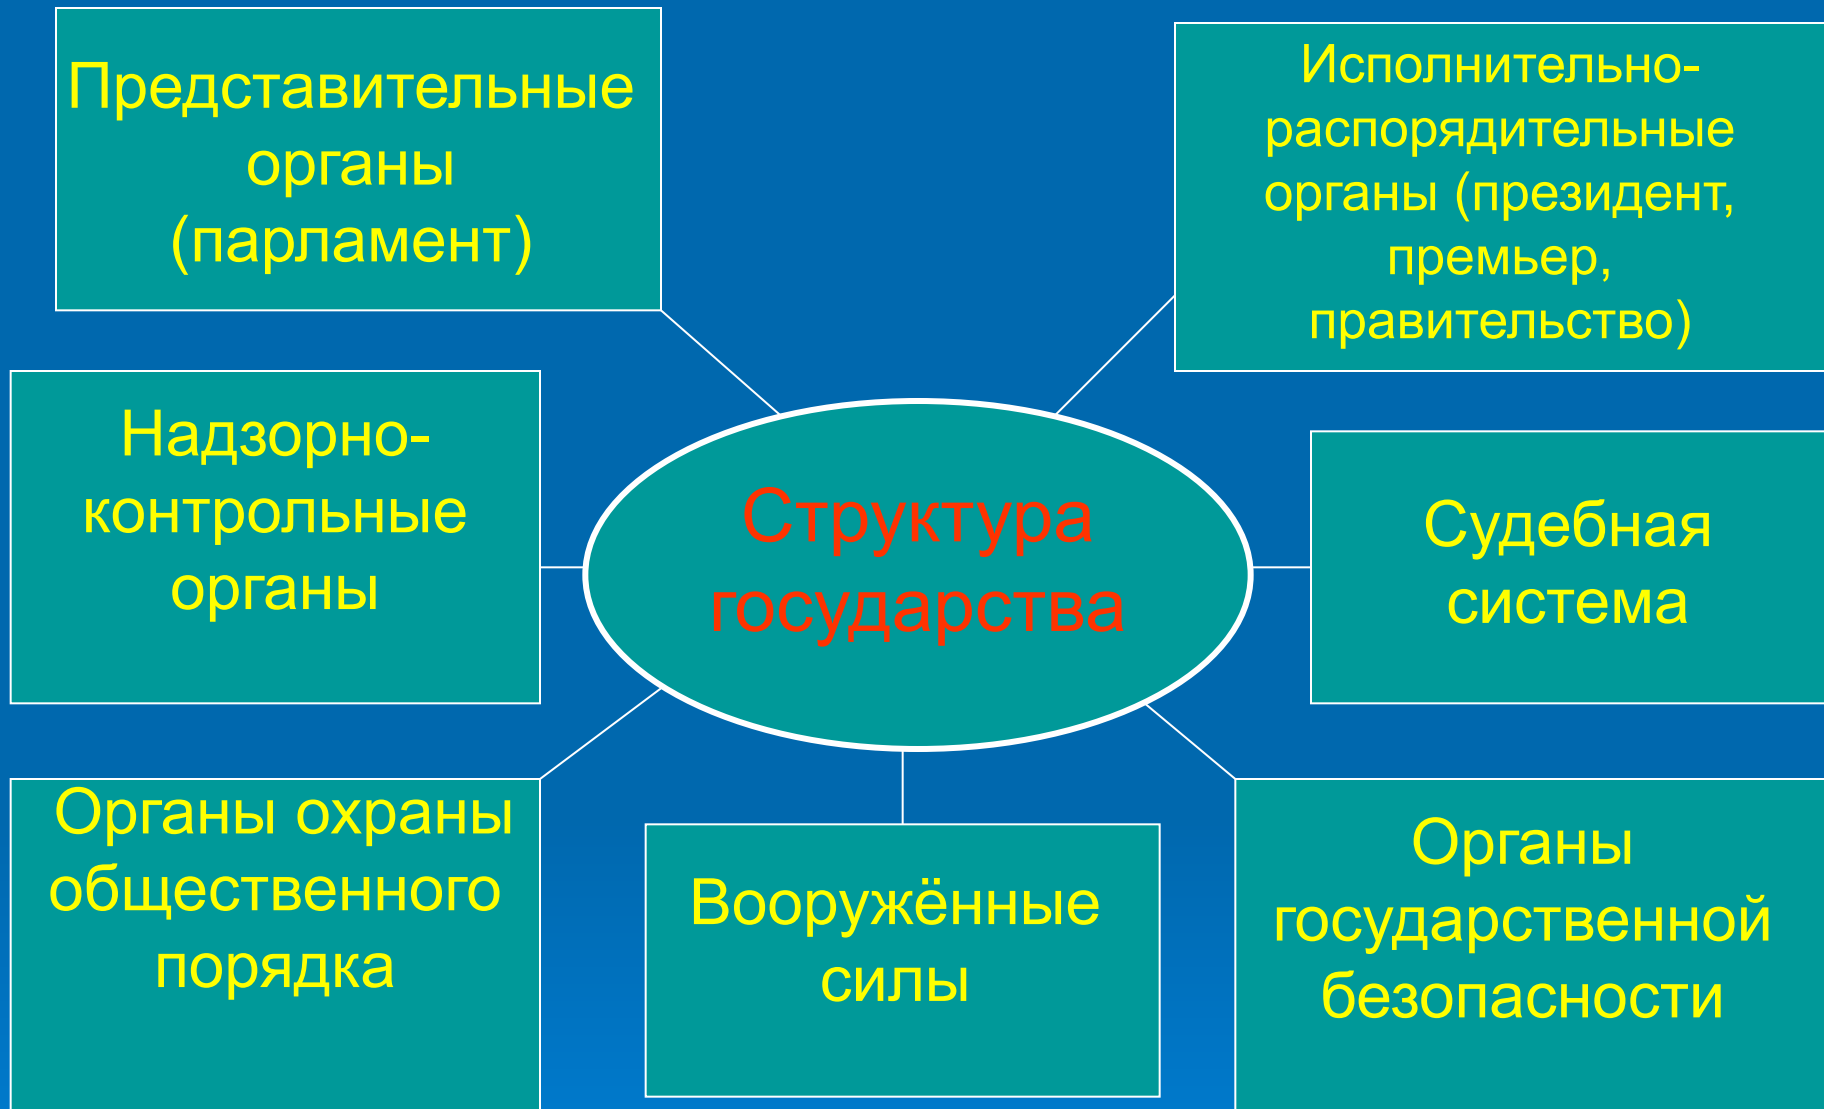 Представительные
органы
(парламент)
Исполнительно-
распорядительные
органы (президент,
премьер,
правительство)
Надзорно-
контрольные
органы
Структура
государства
Судебная
система
Органы охраны
общественного
порядка
Вооружённые
силы
Органы
государственной
безопасности